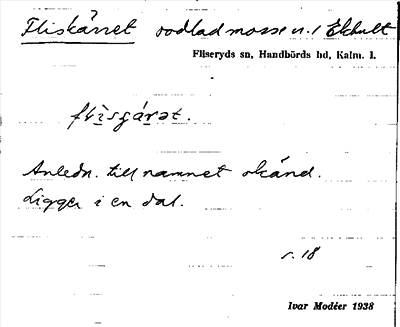 Fliskärret odlad mosse u. / Ekhult
Fliseryds sn, Handbörds hd, Kalm. l.
Anledn. till namnet okänd.
Ligger i en dal.
s. 18
Ivar Modéer 1938